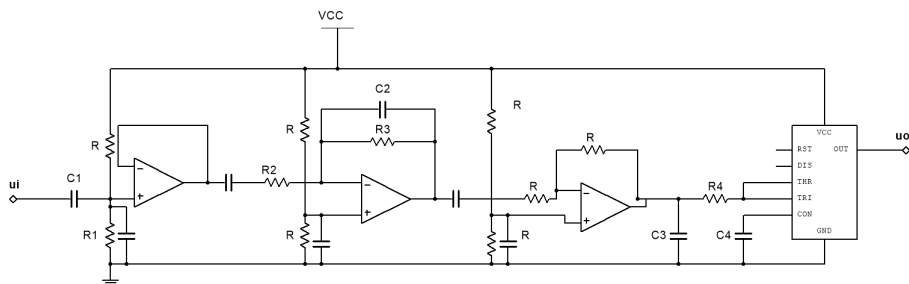 VCC
C2
R
R
R
R3
R
VCC
uo
RST
OUT
DIS
ui
C1
R2
THR
R
R4
TRI
CON
R1
R
R
C3
C4
GND